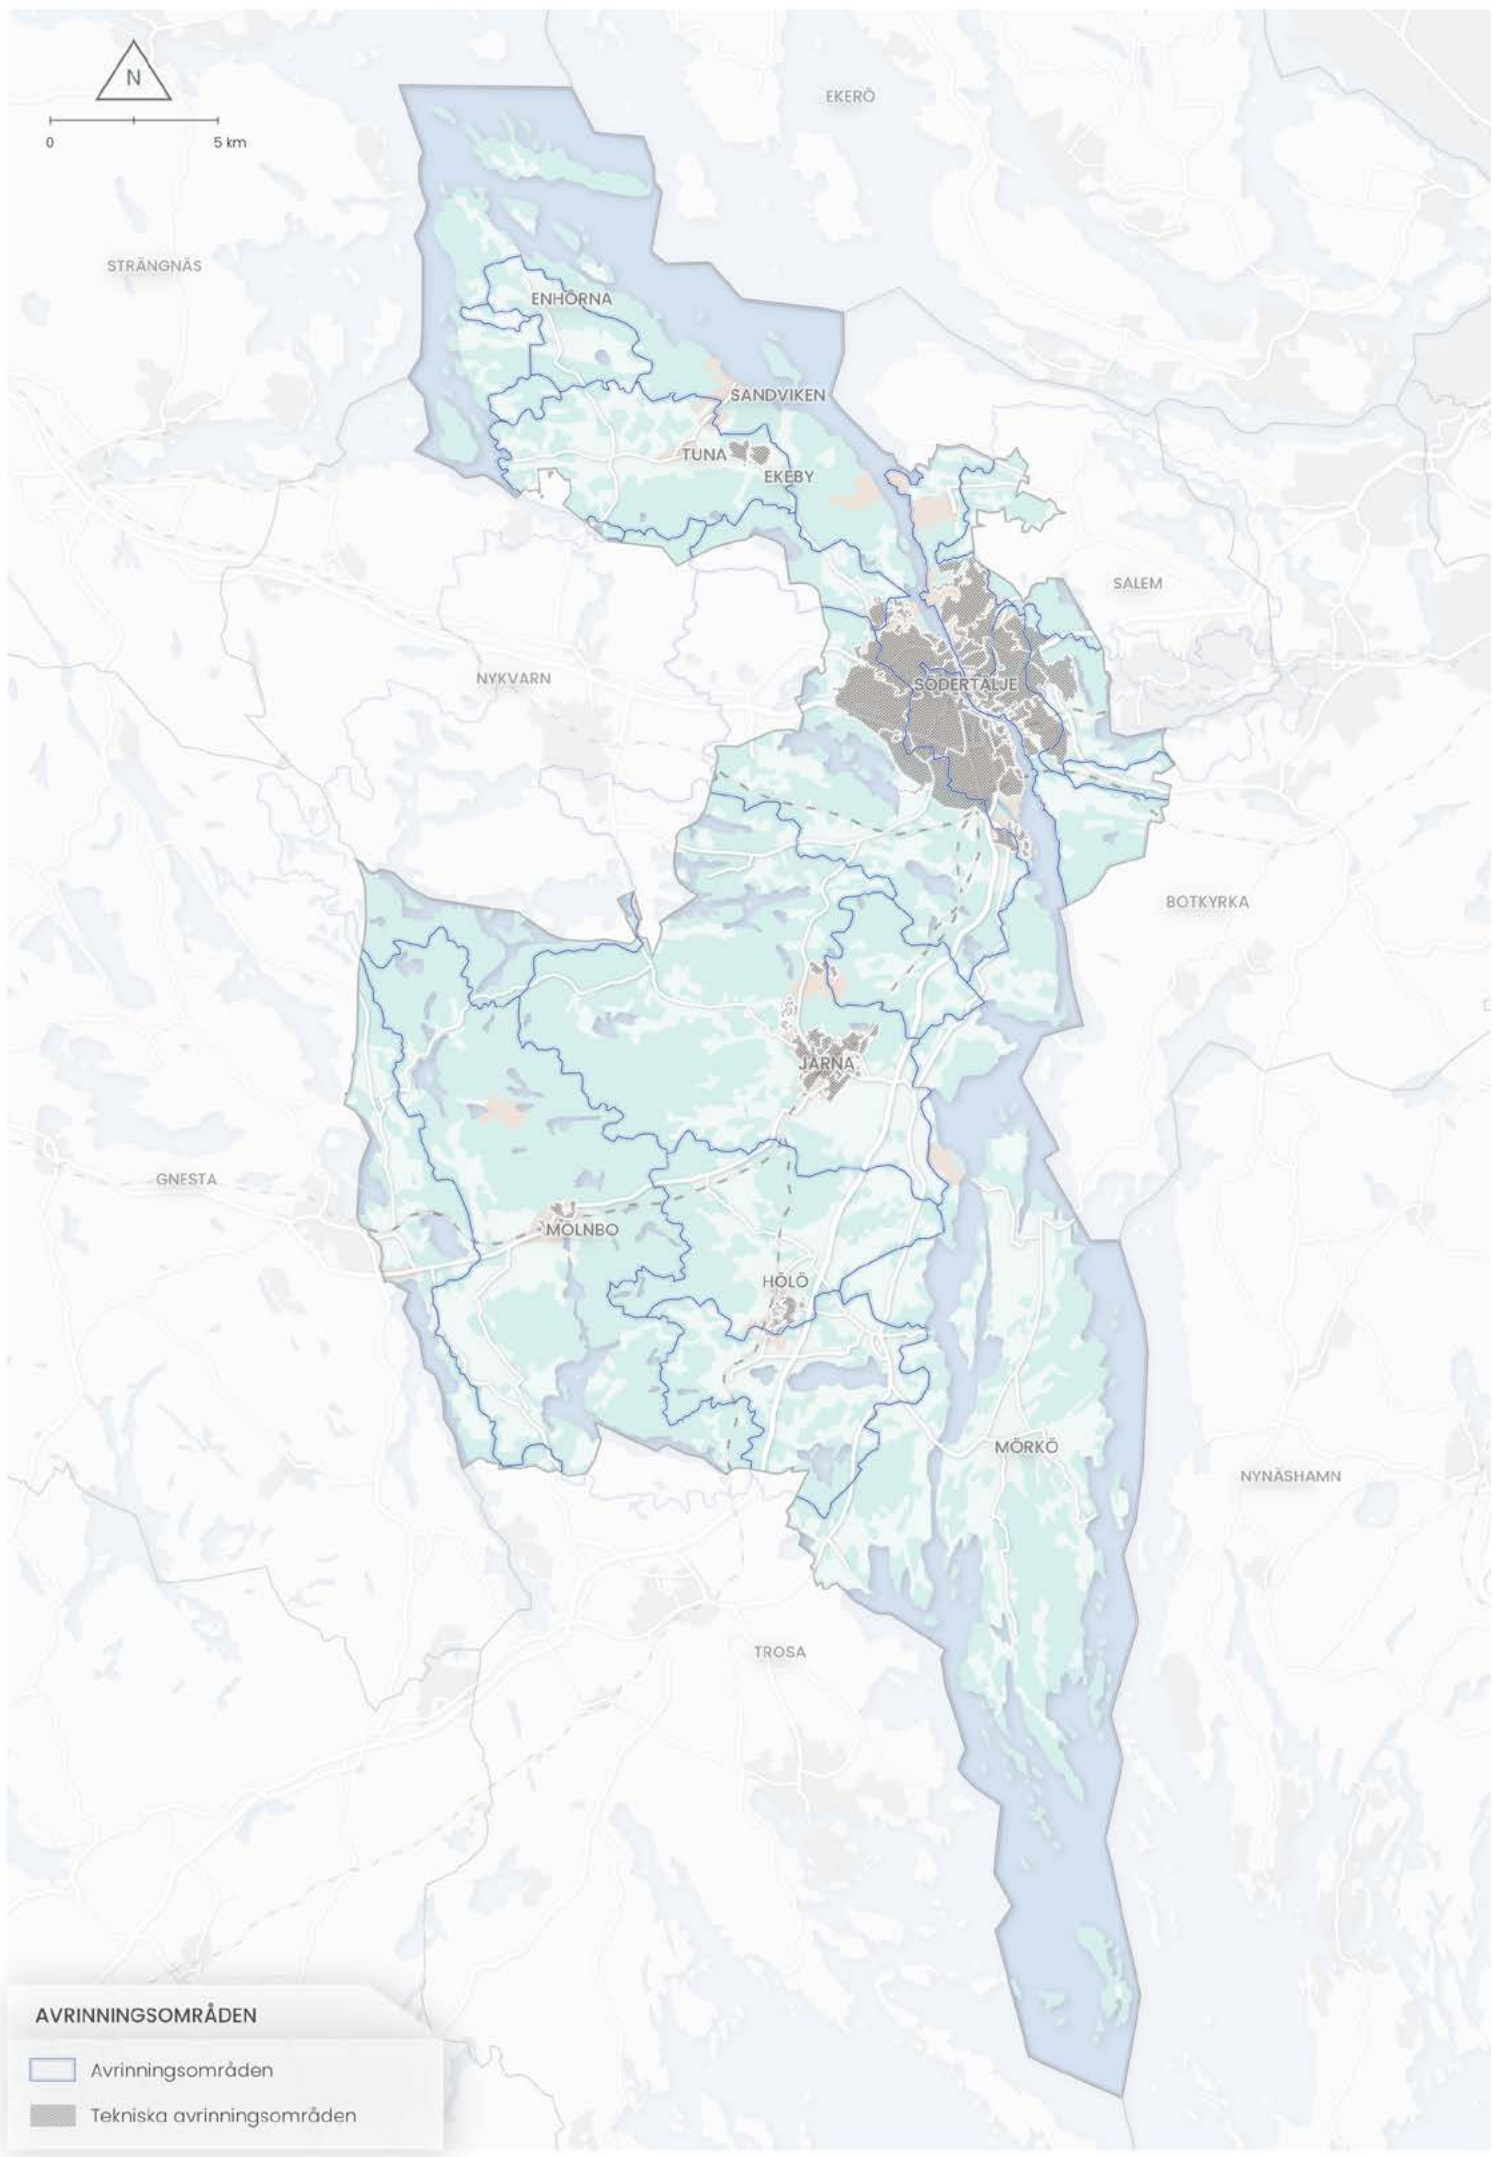 N
0 5 km
EKERÖ
STRÄNGNÄS
ENHÖRNA
SANDVIKEN
TUNA
EKEBY
SALEM
NYKVARN
SÖDERTÄLJE
BOTKYRKA
JÄRNA
GNESTA
MÖLNBO
HÖLÖ
MÖRKÖ
NYNÄSHAMN
TROSA
AVRINNINGSOMRÅDEN
Avrinningsområden
Tekniska avrinningsområden